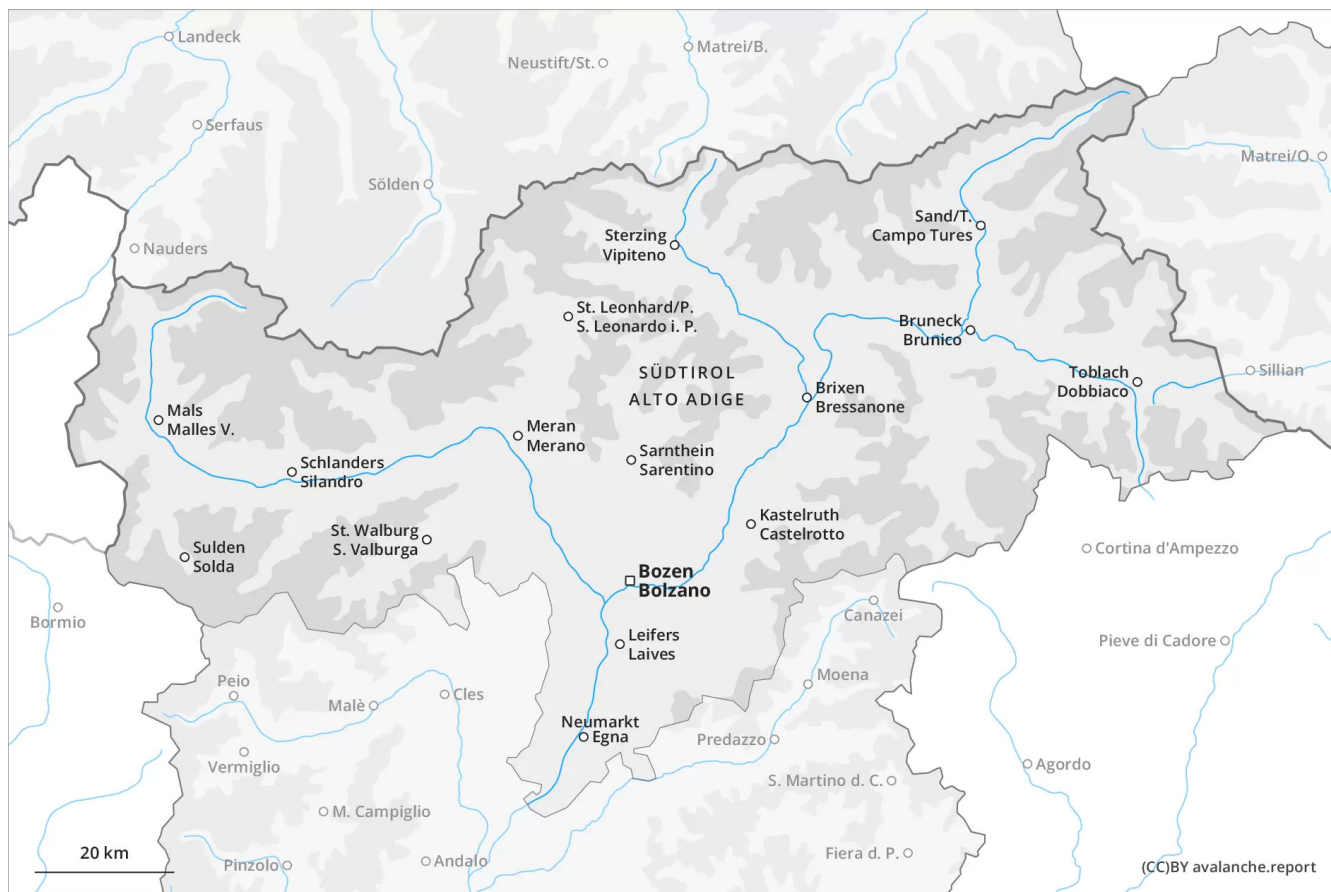 Landeck
Matrei/B.
Neustift/St.
Serfaus
Matrei/O.
Sölden
Sand/T.
Campo Tures
Sterzing
Vipiteno
Nauders
St. Leonhard/P.
S. Leonardo i. P.
Bruneck
Brunico
SÜDTIROL
ALTO ADIGE
Toblach
Dobbiaco
Sillian
Brixen
Bressanone
Mals
Malles V.
Meran
Merano
Sarnthein
Sarentino
Schlanders
Silandro
Kastelruth
Castelrotto
St. Walburg
S. Valburga
Sulden
Solda
Cortina d'Ampezzo
Bozen
Bolzano
Bormio
Canazei
Leifers
Laives
Pieve di Cadore
Peio
Moena
Cles
Malè
Neumarkt
Egna
Predazzo
Vermiglio
Agordo
S. Martino d. C.
M. Campiglio
20 km
Fiera d. P.
Andalo
Pinzolo
(CC)BY avalanche.report